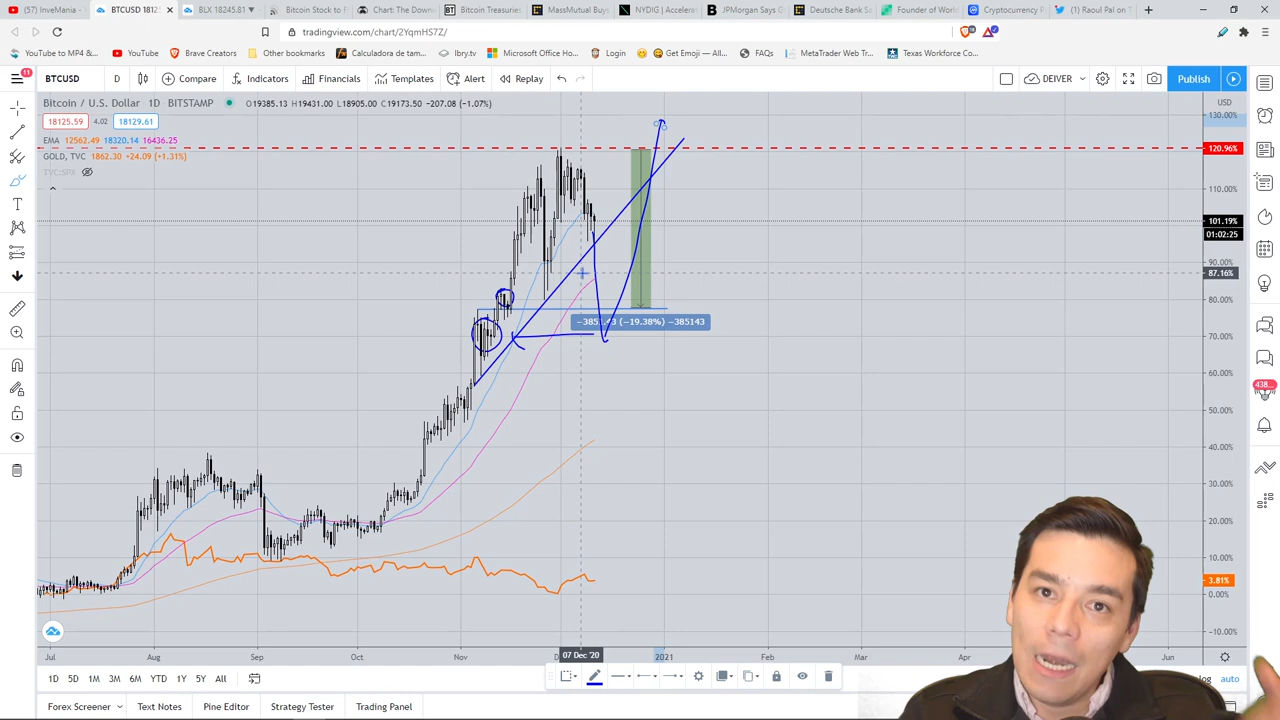 (57) InveMania -
BTCUSD 18125
BLX 18245.81
Bitcoin Stock to F
Chart: The Down
Bitcoin Treasuries
MassMutual Buys
NYDIG | Accelera
JPMorgan Says G
Deutsche Bank Sa
Founder of World
Cryptocurrency P
(1) Raoul Pal on T
tradingview.com/chart/2YqmHS7Z/
YouTube to MP4 &...
YouTube
Brave Creators
Other bookmarks
Calculadora de tam...
lbry.tv
Microsoft Office Ho...
Login
Get Emoji — All...
FAQs
MetaTrader Web Tr...
Texas Workforce Co...
11
BTCUSD
D
Compare
Indicators
Financials
Templates
Alert
Replay
DEIVER
Publish
Bitcoin / U.S. Dollar 1D BITSTAMP
O19385.13 H19431.00 L18905.00 C19173.50 −207.08 (−1.07%)
18125.59
4.02
18129.61
EMA 12562.49 18320.14 16436.25
GOLD, TVC 1862.30 +24.09 (+1.31%)
TVC:SPX
USD
130.00%
120.96%
110.00%
101.19%
01:02:25
90.00%
87.16%
80.00%
70.00%
60.00%
50.00%
40.00%
30.00%
20.00%
10.00%
3.81%
0.00%
−10.00%
(−19.38%) −385143
438
Jul
Aug
Sep
Oct
Nov
07 Dec '20
2021
Feb
Mar
Apr
Jun
1D
5D
1M
3M
6M
YTD
1Y
5Y
All
log
auto
Forex Screener
Text Notes
Pine Editor
Strategy Tester
Trading Panel